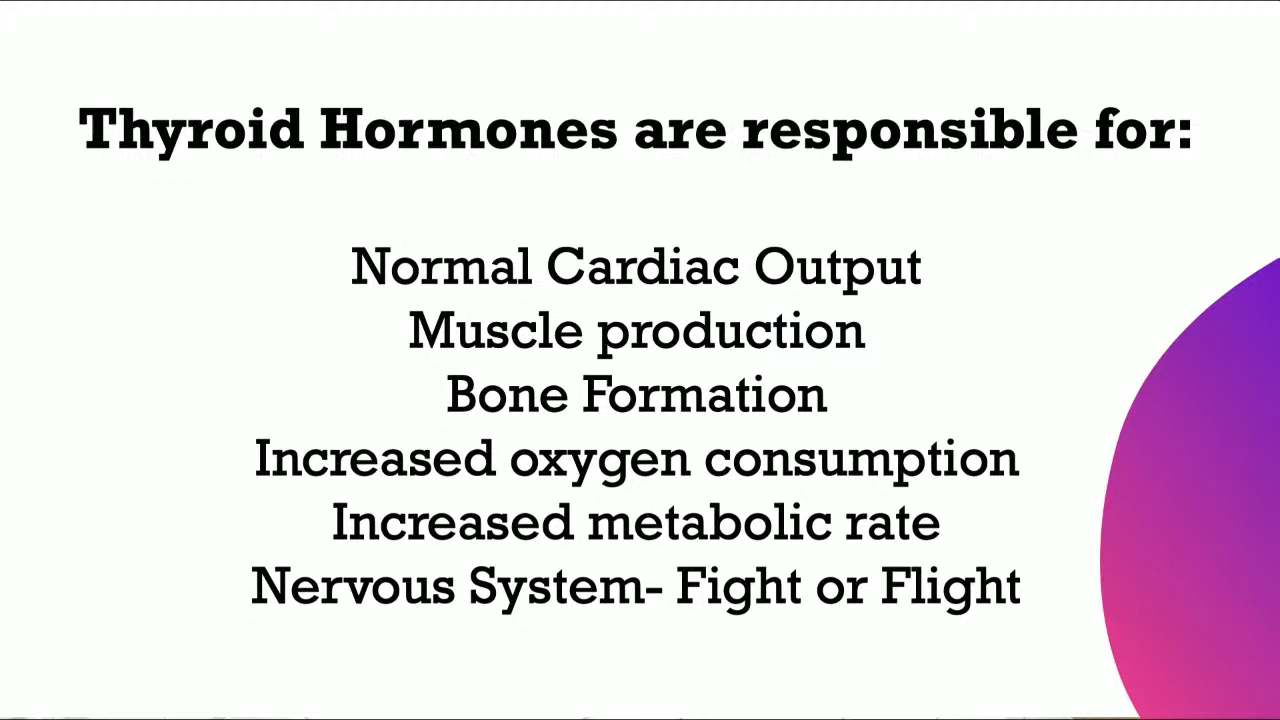 Thyroid Hormones are responsible for:
Normal Cardiac Output
Muscle production
Bone Formation
Increased oxygen consumption
Increased metabolic rate
Nervous System- Fight or Flight